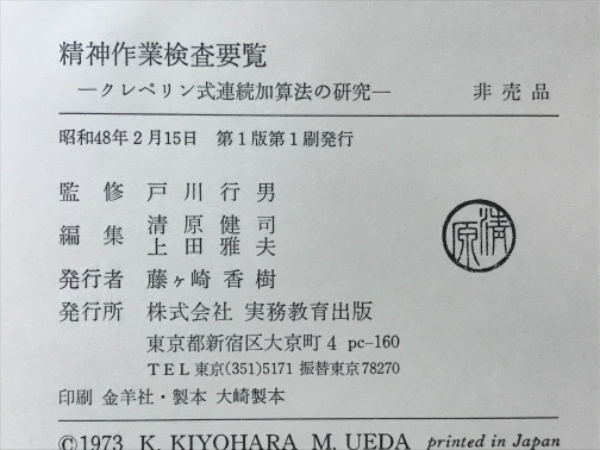 精神作業検査要覧
―クレペリン式連続加算法の研究― 非売品
昭和48年2月15日 第1版第1刷発行
監修 戸川行男
編集 清原健司
上田雅夫
清原
発行者 藤ヶ崎香樹
発行所 株式会社 実務教育出版
東京都新宿区大京町4 pc-160
TEL東京(351)5171 振替東京78270
印刷 金羊社・製本 大崎製本
©1973 K. KIYOHARA M. UEDA printed in Japan